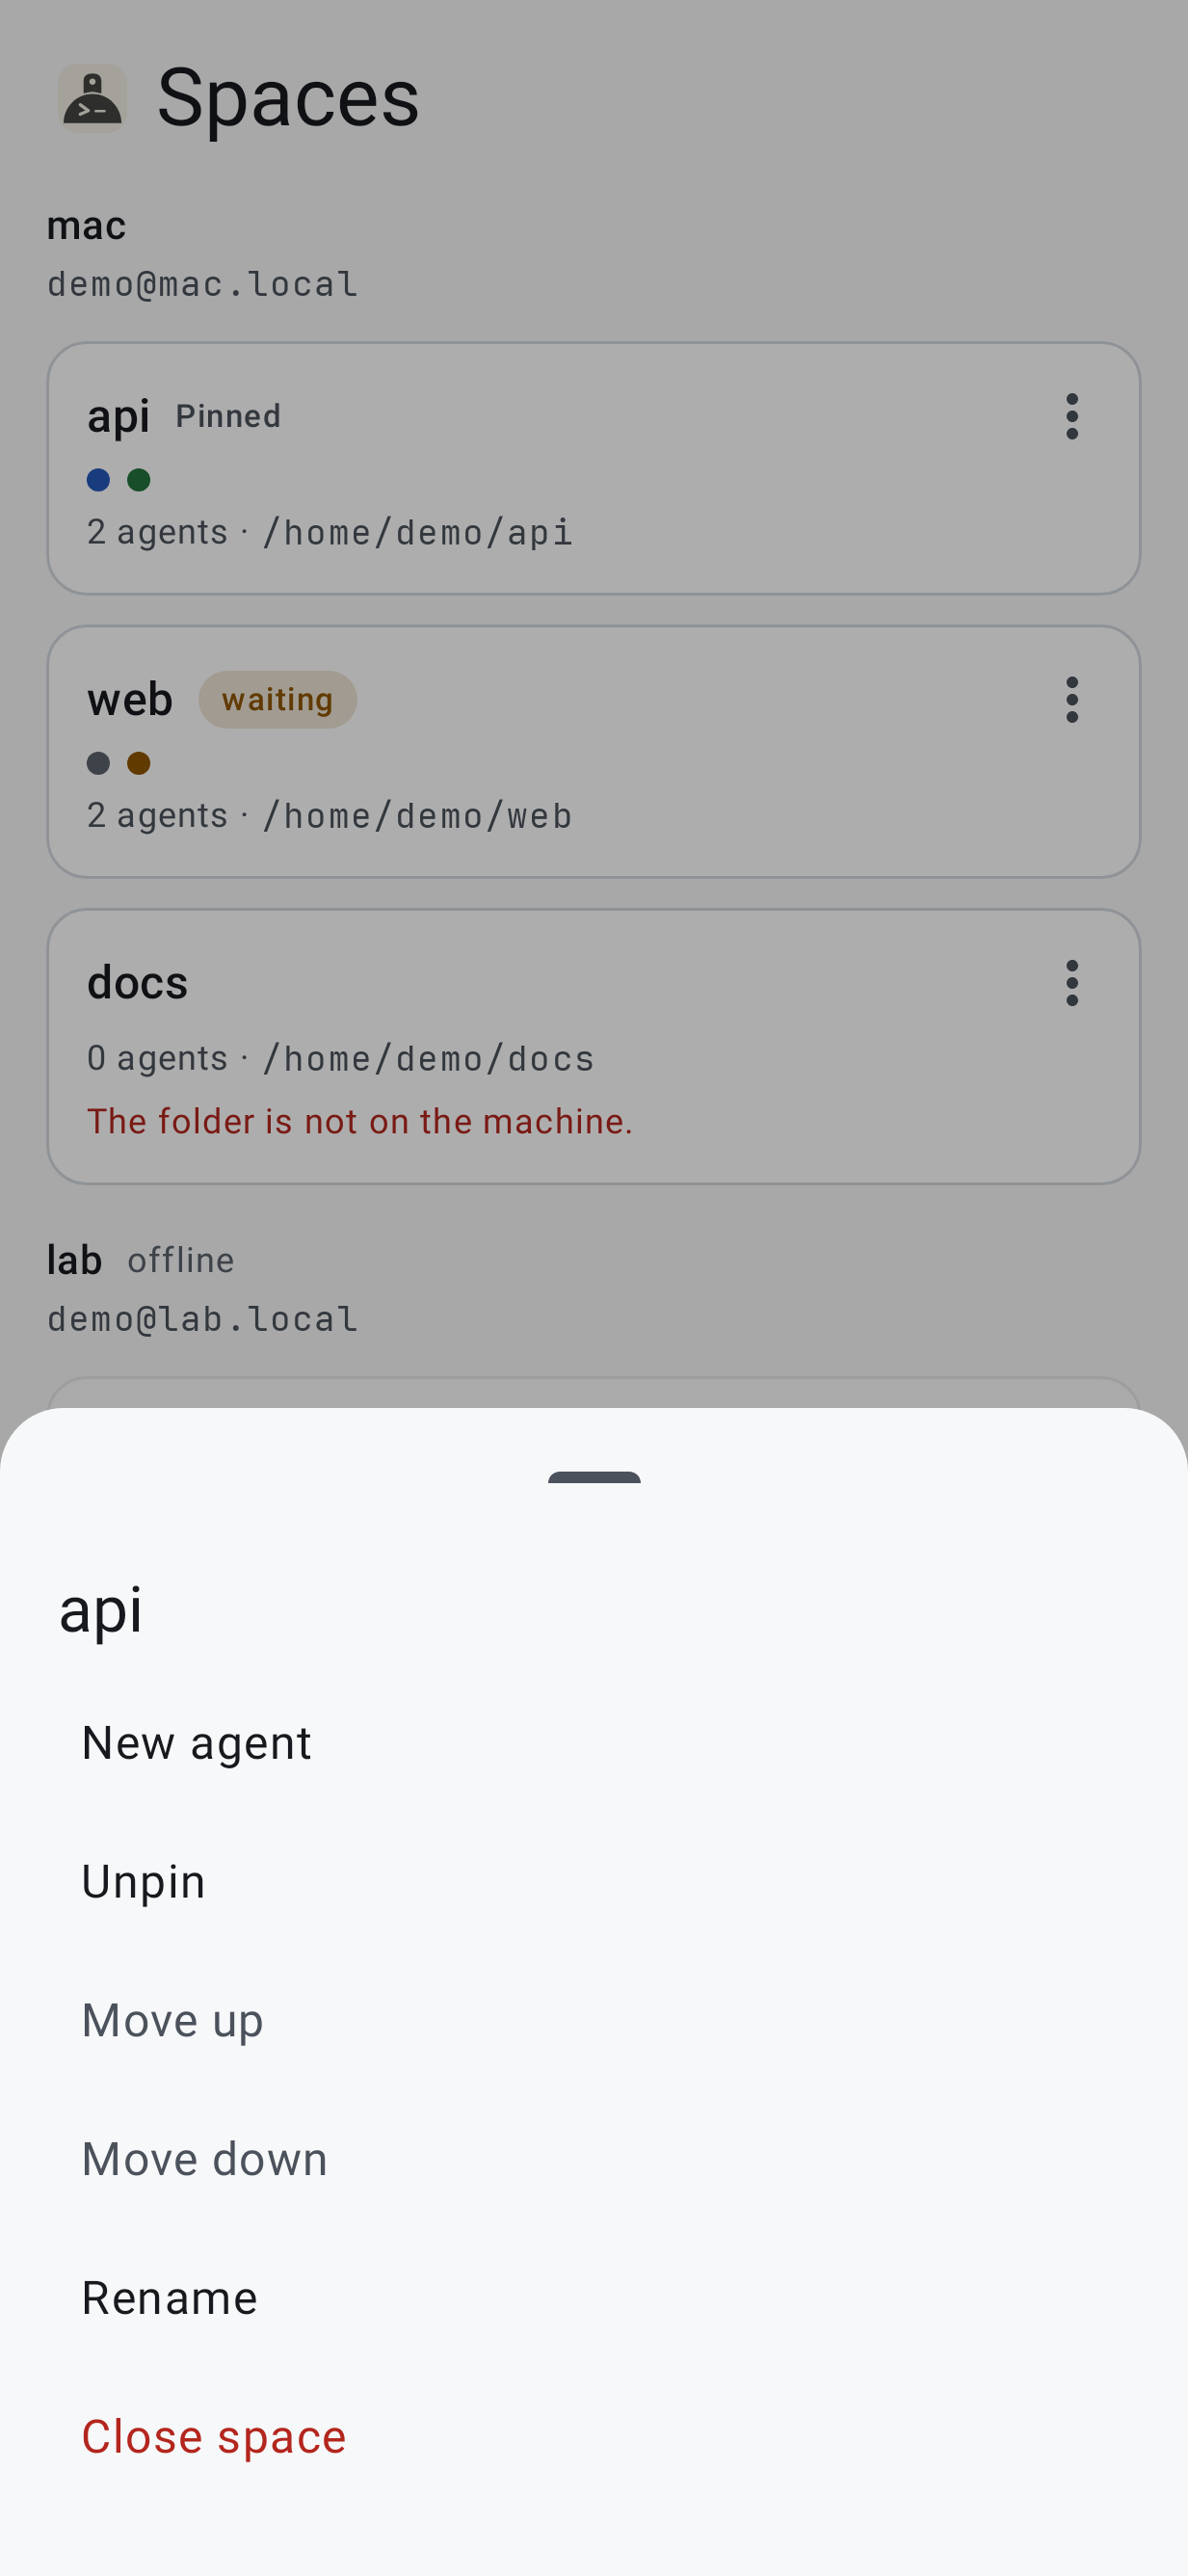 Spaces
mac
demo@mac.local
api Pinned
2 agents · /home/demo/api
web waiting
2 agents · /home/demo/web
docs
0 agents · /home/demo/docs
The folder is not on the machine.
lab offline
demo@lab.local
api
New agent
Unpin
Move up
Move down
Rename
Close space